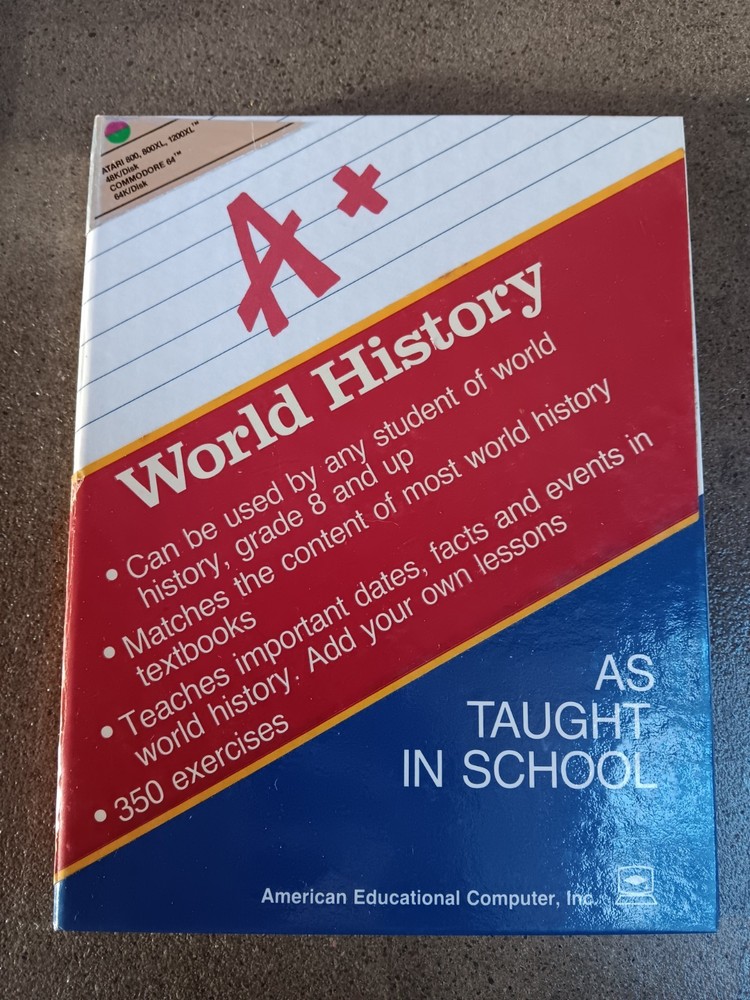 ATARI 800, 800XL, 1200XL™
48K/Disk
COMMODORE 64™
64K/Disk
A+
World History
• Can be used by any student of world
history, grade 8 and up
• Matches the content of most world history
textbooks
• Teaches important dates, facts and events in
world history. Add your own lessons
• 350 exercises
AS
TAUGHT
IN SCHOOL
American Educational Computer, Inc.